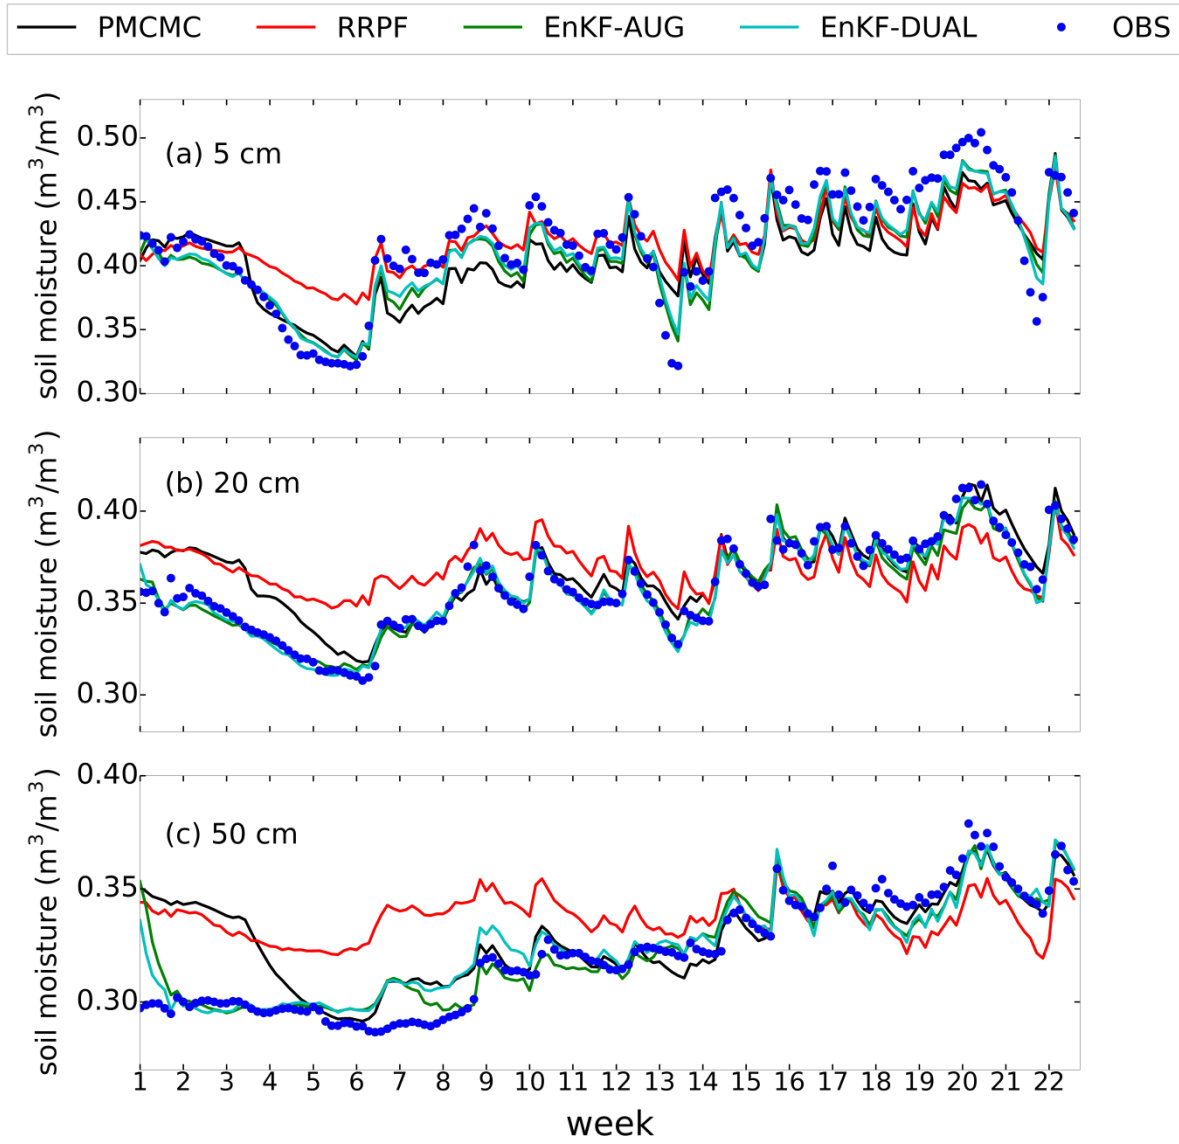 PMCMC RRPF EnKF-AUG EnKF-DUAL OBS
(a) 5 cm
soil moisture (m³/m³)
0.50
0.45
0.40
0.35
0.30
(b) 20 cm
soil moisture (m³/m³)
0.40
0.35
0.30
(c) 50 cm
soil moisture (m³/m³)
0.40
0.35
0.30
1 2 3 4 5 6 7 8 9 10 11 12 13 14 15 16 17 18 19 20 21 22
week